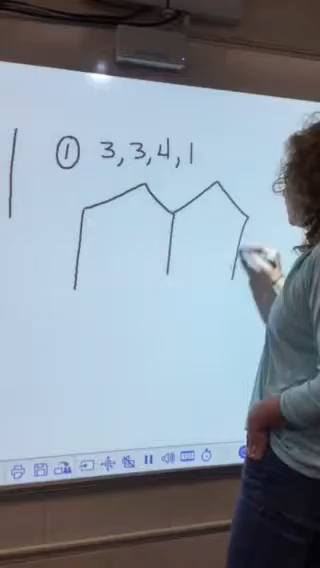 ① 3, 3, 4, 1